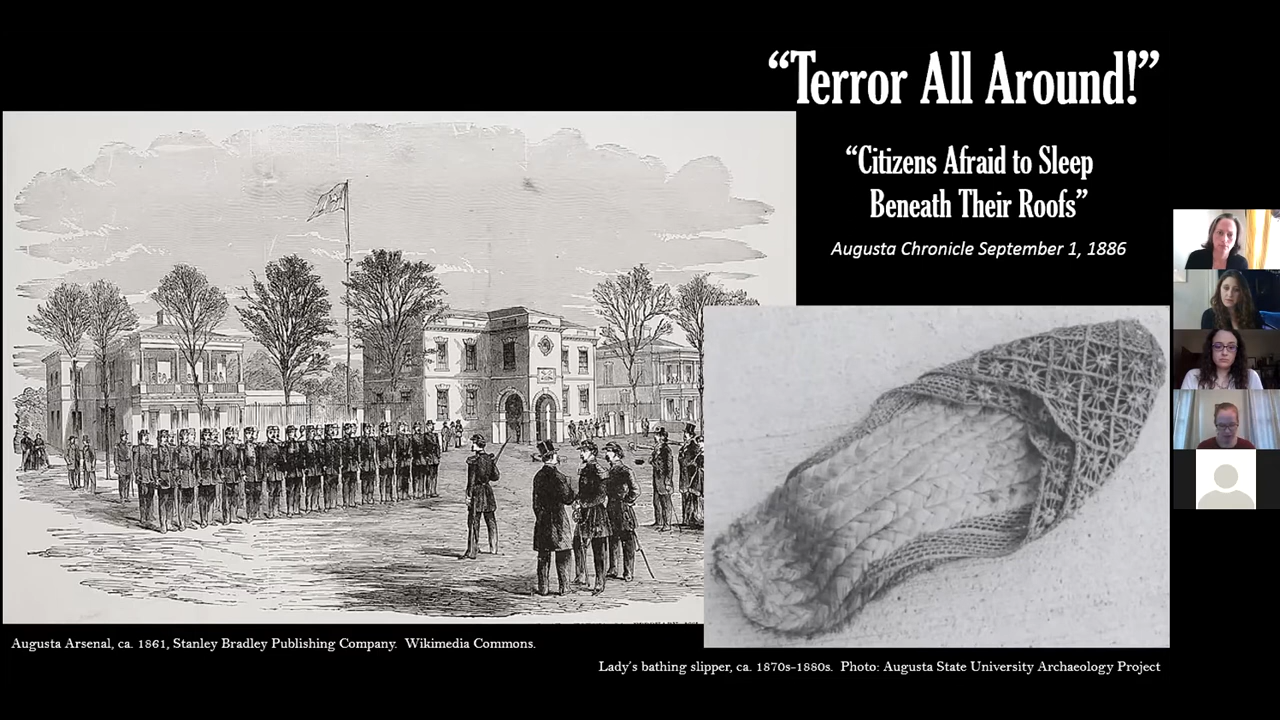 “Terror All Around!”
“Citizens Afraid to Sleep
Beneath Their Roofs”
Augusta Chronicle September 1, 1886
Augusta Arsenal, ca. 1861, Stanley Bradley Publishing Company. Wikimedia Commons.
Lady’s bathing slipper, ca. 1870s-1880s. Photo: Augusta State University Archaeology Project